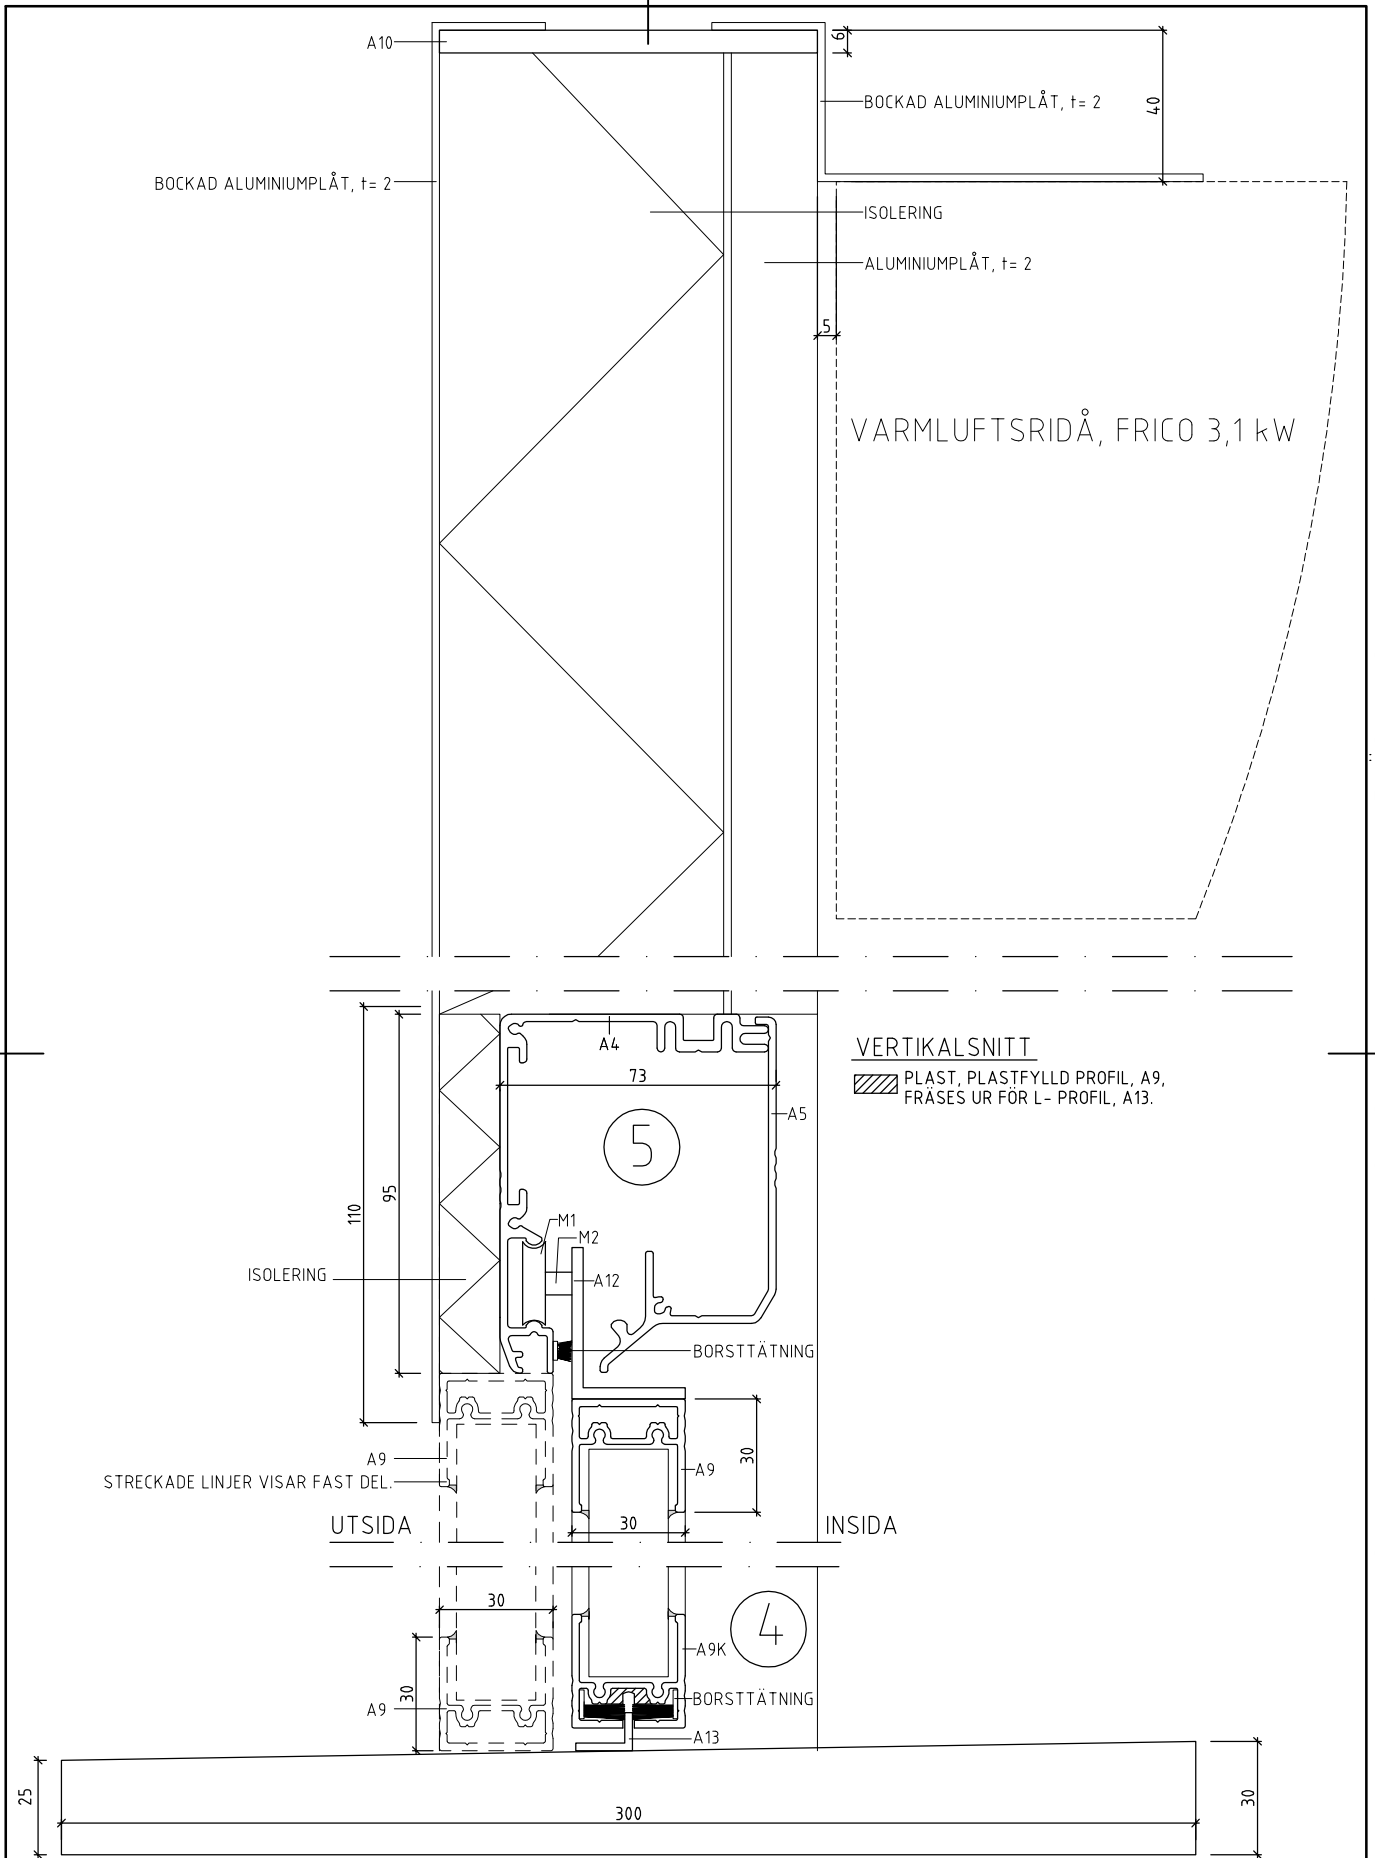 A10
6
BOCKAD ALUMINIUMPLÅT, t= 2
40
BOCKAD ALUMINIUMPLÅT, t= 2
ISOLERING
ALUMINIUMPLÅT, t= 2
5
VARMLUFTSRIDÅ, FRICO 3,1 kW
A4
VERTIKALSNITT
73
PLAST, PLASTFYLLD PROFIL, A9,
FRÄSES UR FÖR L- PROFIL, A13.
A5
5
95
110
M1
M2
ISOLERING
A12
BORSTTÄTNING
A9
30
A9
STRECKADE LINJER VISAR FAST DEL.
UTSIDA
30
INSIDA
30
4
A9K
30
BORSTTÄTNING
A9
A13
25
300
30